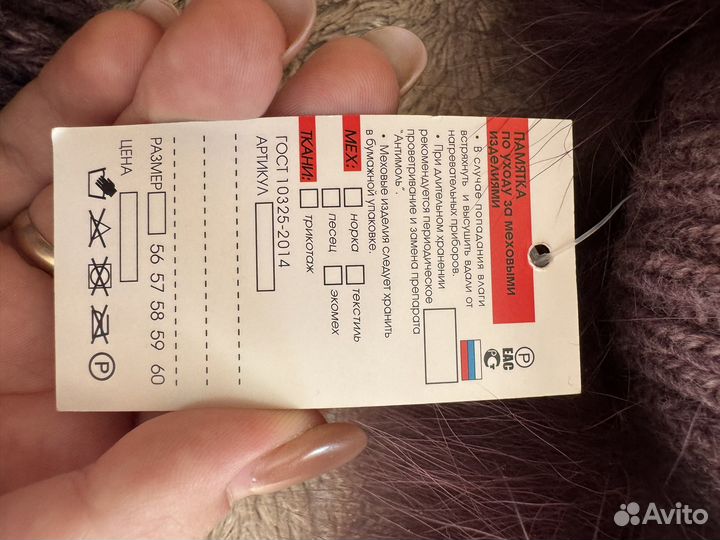 ПАМЯТКА
ПО УХОДУ ЗА МЕХОВЫМИ
ИЗДЕЛИЯМИ
• В случае попадания влаги
встряхнуть и высушить вдали от
нагревательных приборов.
• При длительном хранении
рекомендуется периодическое
проветривание и замена препарата
"Антимоль".
• Меховые изделия следует хранить
в бумажной упаковке.
Р
ЕАС
МЕХ: норка текстиль
песец экомех
ТКАНИ: трикотаж
ГОСТ10325-2014
АРТИКУЛ
РАЗМЕР 56 57 58 59 60
ЦЕНА
P
Avito